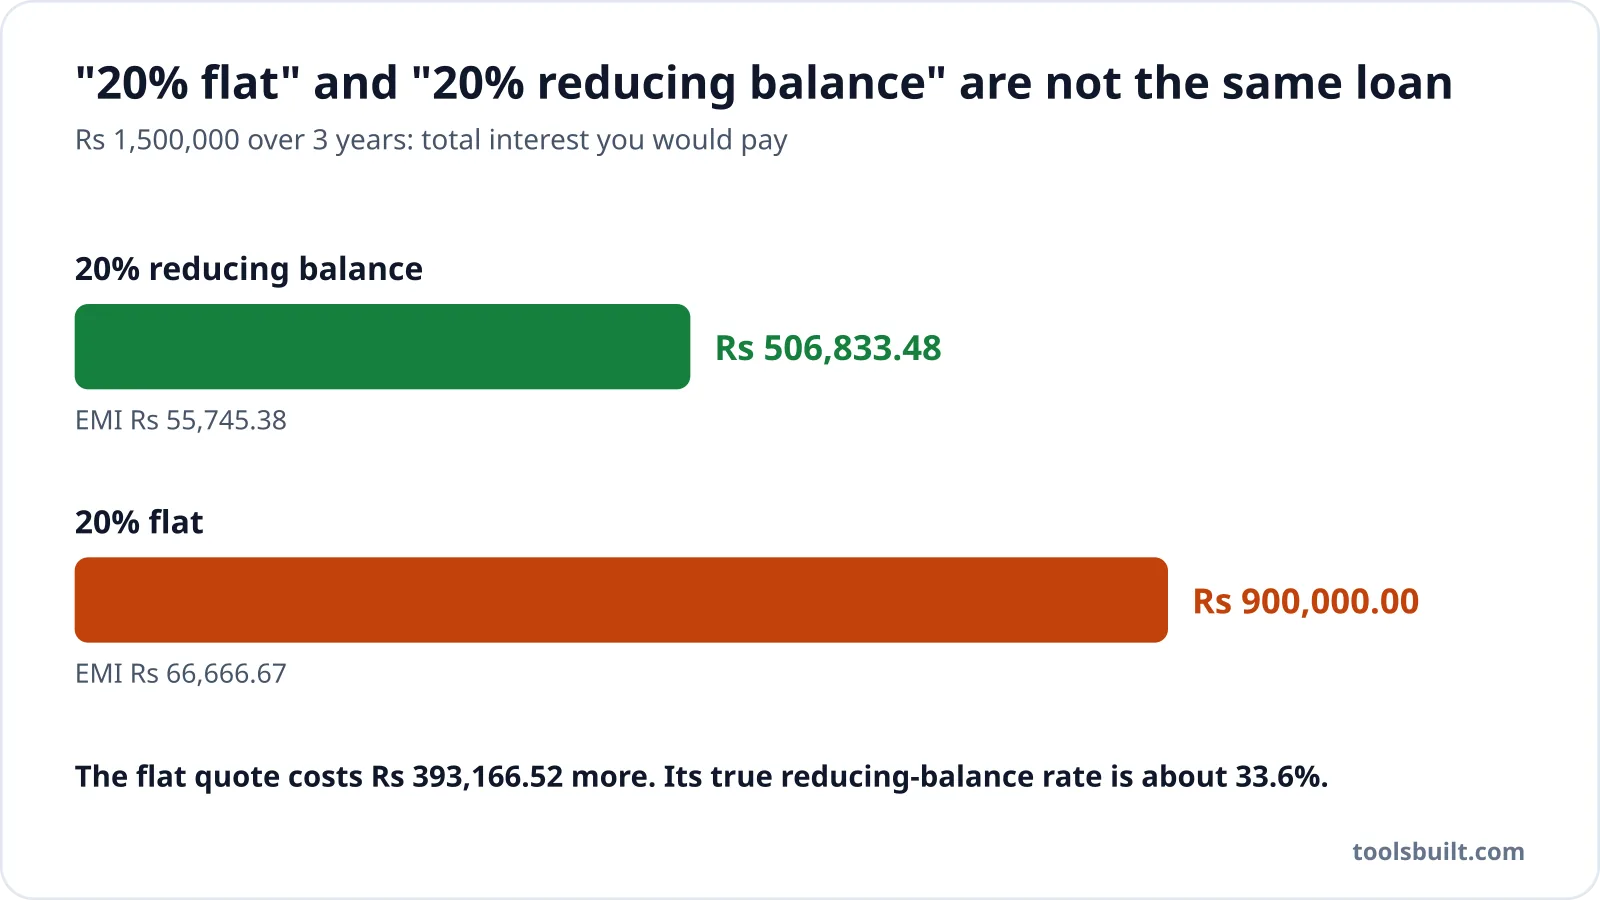 "20% flat" and "20% reducing balance" are not the same loan
Rs 1,500,000 over 3 years: total interest you would pay
20% reducing balance
Rs 506,833.48
EMI Rs 55,745.38
20% flat
Rs 900,000.00
EMI Rs 66,666.67
The flat quote costs Rs 393,166.52 more. Its true reducing-balance rate is about 33.6%.
toolsbuilt.com